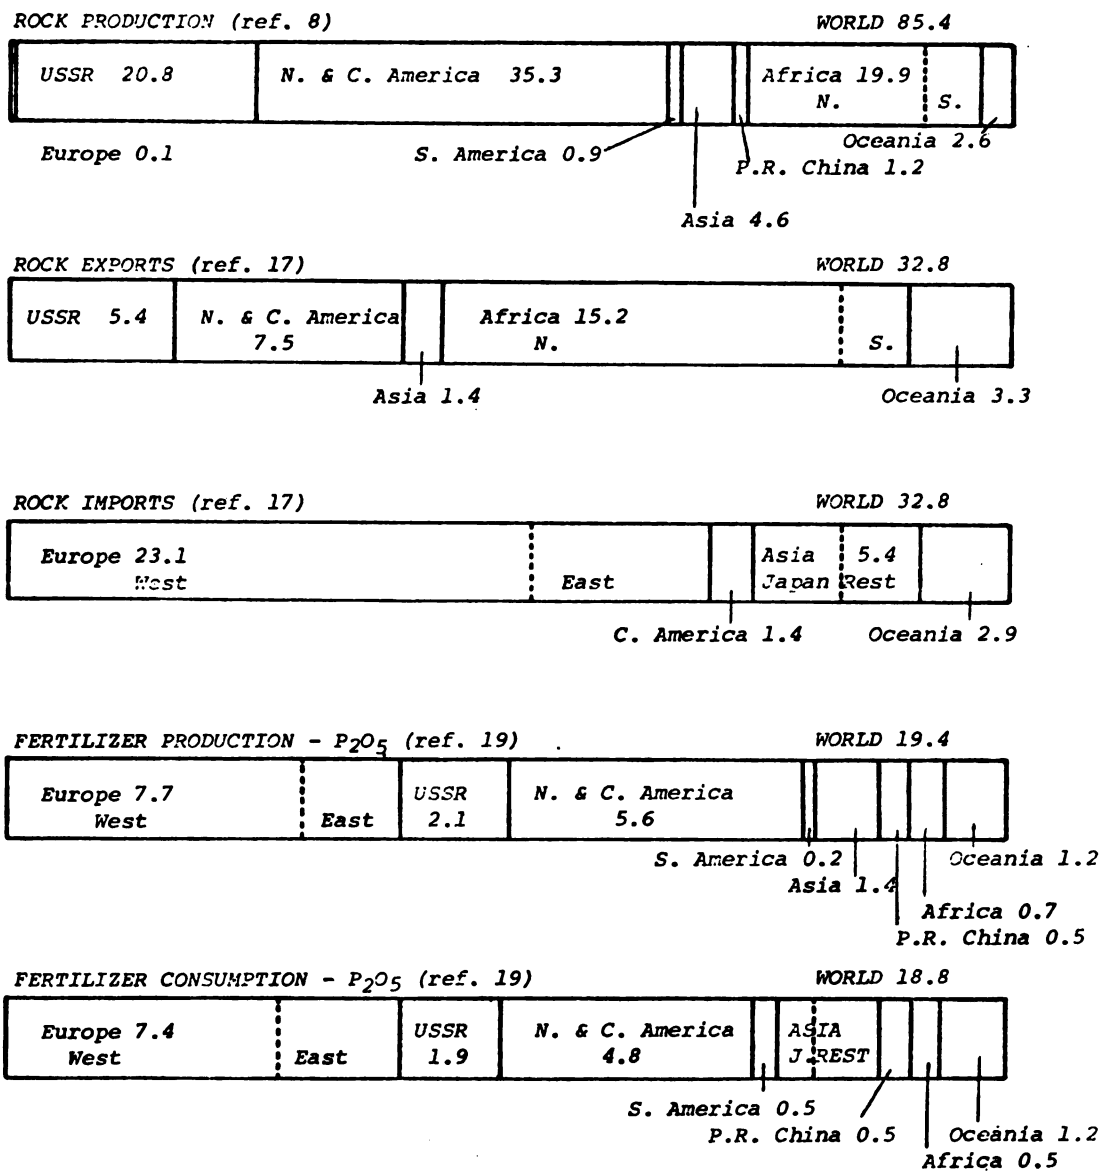 ROCK PRODUCTION (ref. 8) WORLD 85.4
USSR 20.8 N. & C. America 35.3 Africa 19.9
N. S.
Europe 0.1 S. America 0.9 Oceania 2.6
P.R. China 1.2
Asia 4.6
ROCK EXPORTS (ref. 17) WORLD 32.8
USSR 5.4 N. & C. America Africa 15.2
7.5 N. S.
Asia 1.4 Oceania 3.3
ROCK IMPORTS (ref. 17) WORLD 32.8
Europe 23.1 Asia 5.4
West East Japan Rest
C. America 1.4 Oceania 2.9
FERTILIZER PRODUCTION - P2O5 (ref. 19) WORLD 19.4
Europe 7.7 USSR N. & C. America
West East 2.1 5.6
S. America 0.2 Oceania 1.2
Asia 1.4
Africa 0.7
P.R. China 0.5
FERTILIZER CONSUMPTION - P2O5 (ref. 19) WORLD 18.8
Europe 7.4 USSR N. & C. America ASIA
West East 1.9 4.8 J. REST
S. America 0.5
P.R. China 0.5 Oceania 1.2
Africa 0.5